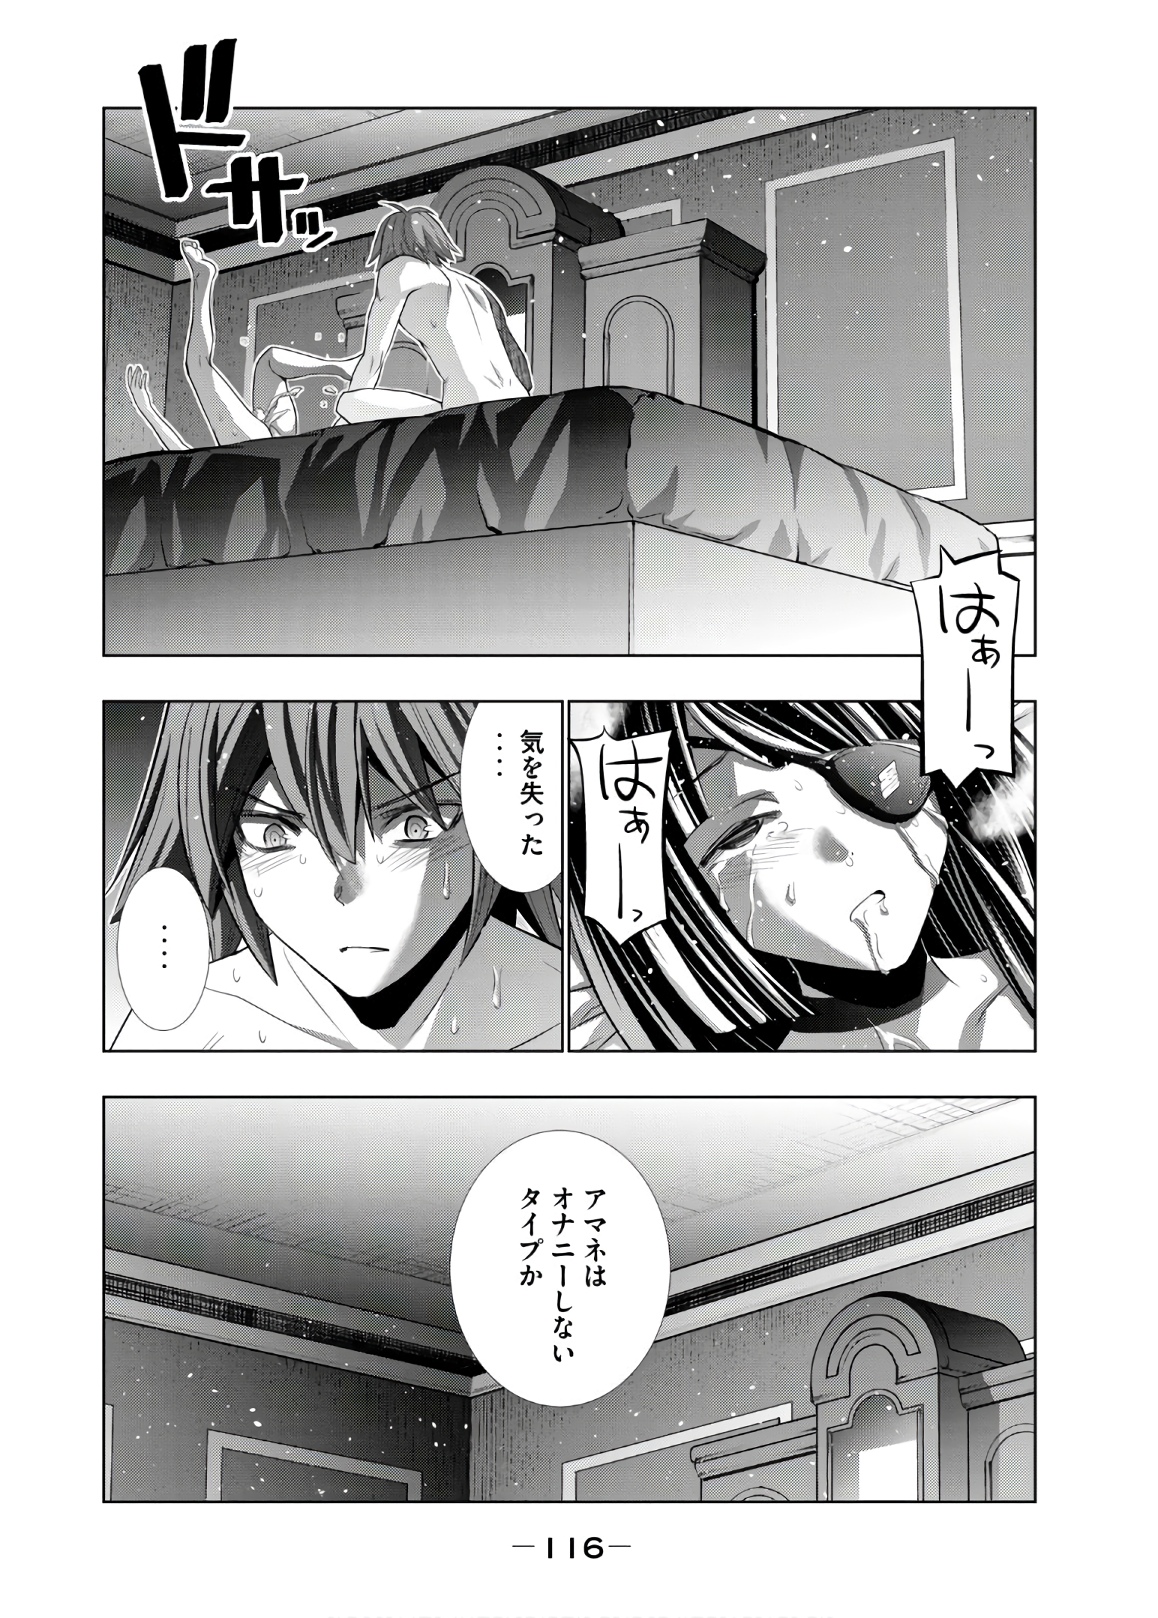 ドサッ
はぁーっ
はぁーっ
気を失った
‥‥
‥‥
アマネは
オナニーしない
タイプか
—116—